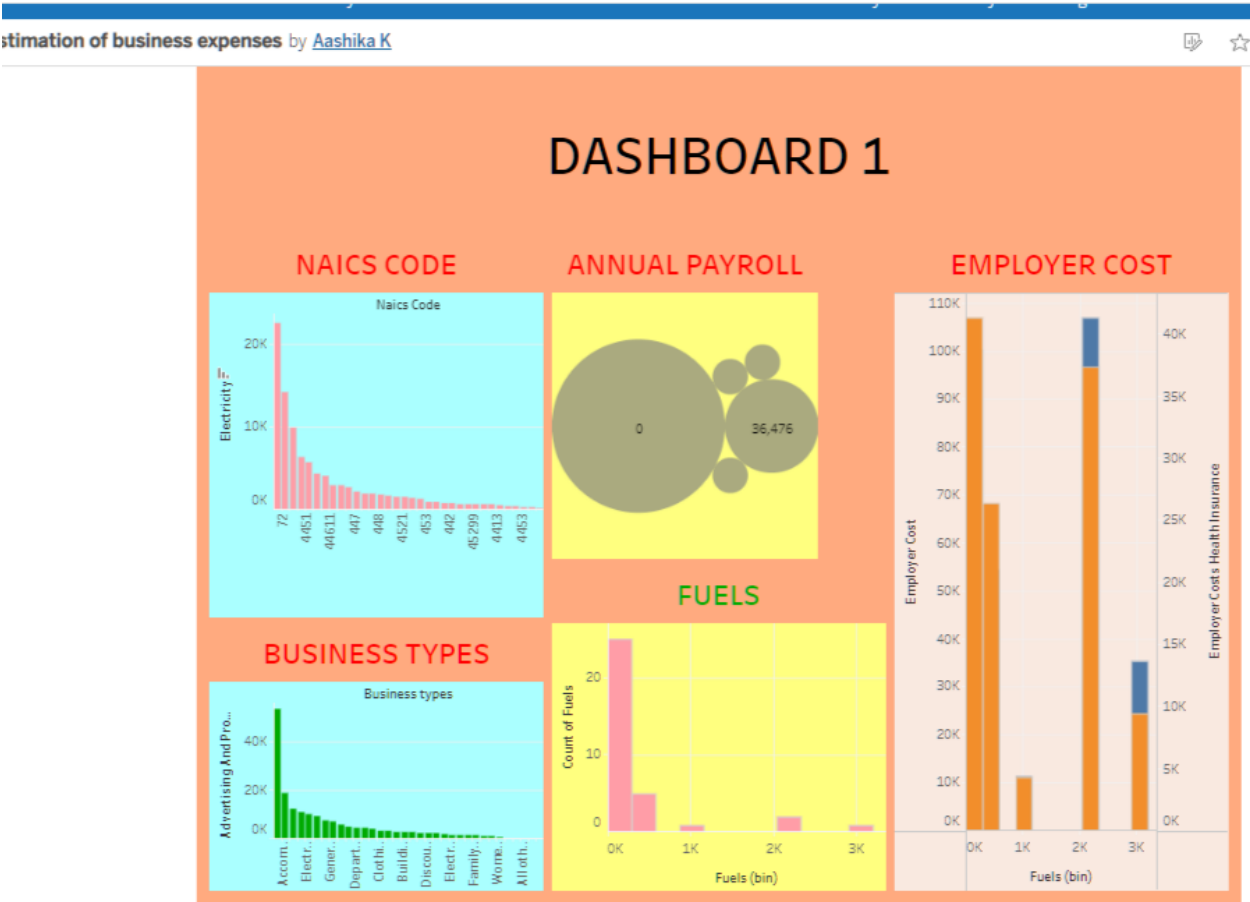 stimation of business expenses by Aashika K
DASHBOARD 1
NAICS CODE
Naics Code
Electricity
20K
10K
0K
72
4451
44611
447
448
4521
453
442
45299
4413
4453
BUSINESS TYPES
Business types
Advertising And Pro...
40K
20K
0K
Accom..
Electr..
Gener..
Depart..
Clothi..
Buildi..
Discou..
Electr..
Family..
Wome..
All oth..
ANNUAL PAYROLL
0
36,476
FUELS
Count of Fuels
20
10
0
0K
1K
2K
3K
Fuels (bin)
EMPLOYER COST
Employer Cost
110K
100K
90K
80K
70K
60K
50K
40K
30K
20K
10K
0K
0K
1K
2K
3K
Fuels (bin)
40K
35K
30K
25K
20K
15K
10K
5K
0K
Employer Costs Health Insurance